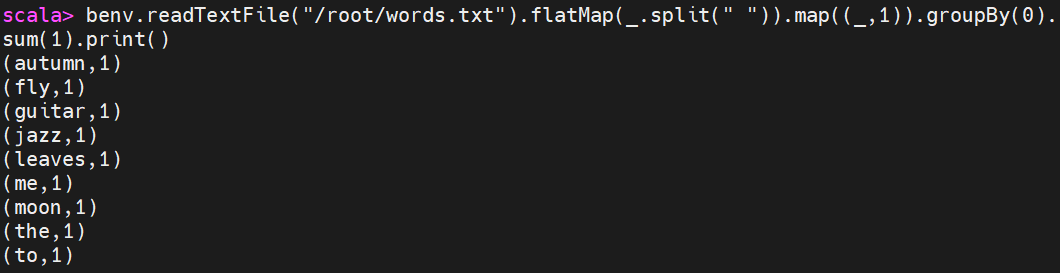 scala> benv.readTextFile("/root/words.txt").flatMap(_.split(" ")).map((_,1)).groupBy(0).
sum(1).print()
(autumn,1)
(fly,1)
(guitar,1)
(jazz,1)
(leaves,1)
(me,1)
(moon,1)
(the,1)
(to,1)